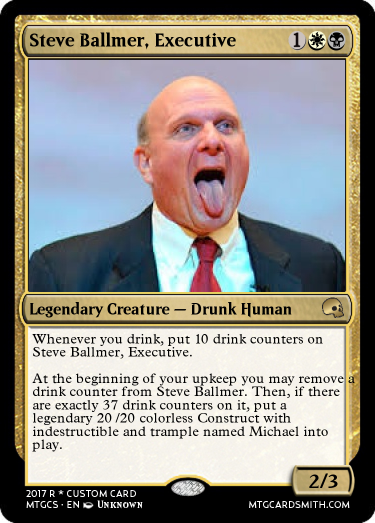 Steve Ballmer, Executive 1
Legendary Creature — Drunk Human
Whenever you drink, put 10 drink counters on
Steve Ballmer, Executive.
At the beginning of your upkeep you may remove a
drink counter from Steve Ballmer. Then, if there
are exactly 37 drink counters on it, put a
legendary 20 /20 colorless Construct with
indestructible and trample named Michael into
play.
2/3
2017 R * CUSTOM CARD
MTGCS · EN Unknown MTGCARDSMITH.COM